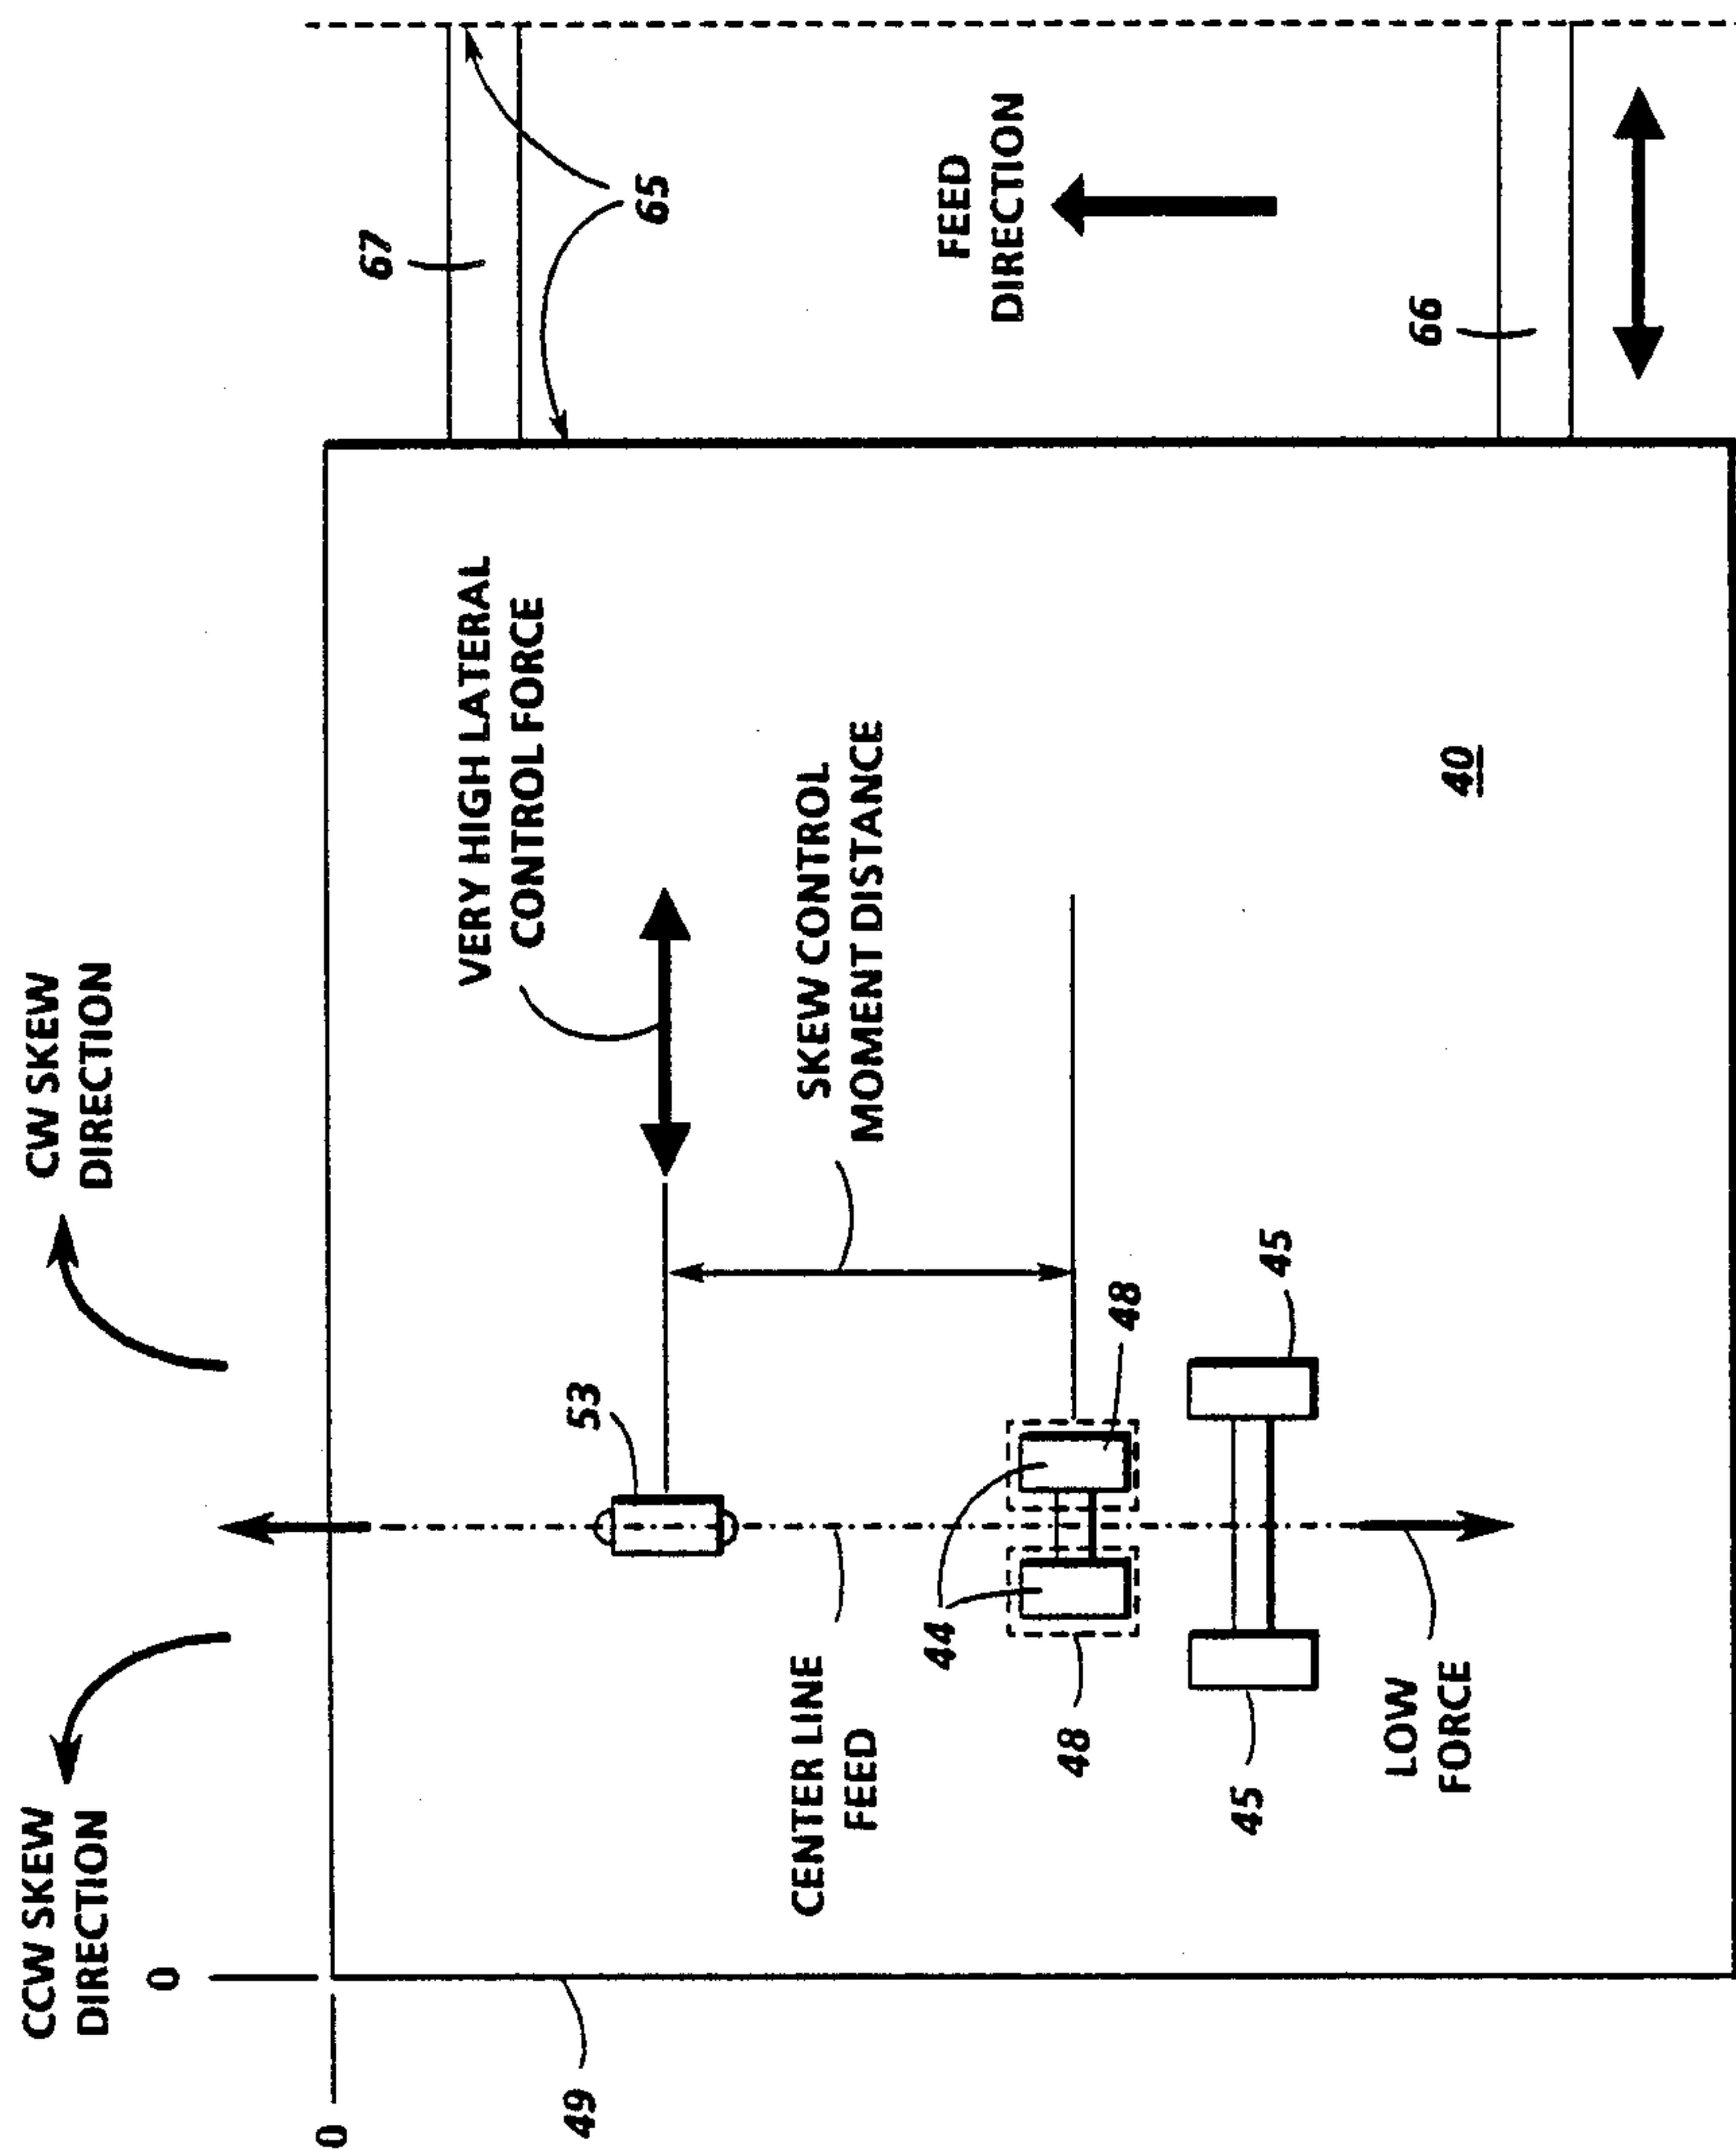 CCW SKEW
DIRECTION
CW SKEW
DIRECTION
0
0
67
VERY HIGH LATERAL
CONTROL FORCE
49
53
65
CENTER LINE
FEED
SKEW CONTROL
MOMENT DISTANCE
44
FEED
DIRECTION
48
48
45
45
LOW
FORCE
66
40